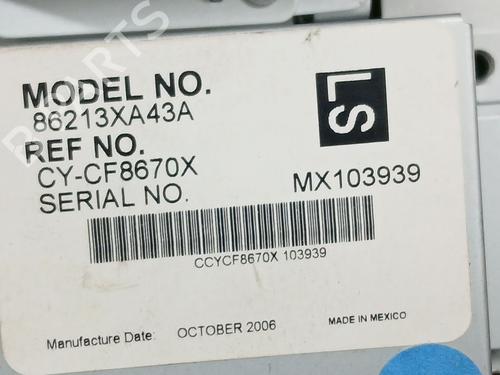 MODEL NO.
86213XA43A
REF NO.
CY-CF8670X
SERIAL NO.
MX103939
LS
CCYCF8670X 103939
Manufacture Date: OCTOBER 2006
MADE IN MEXICO
PARTS